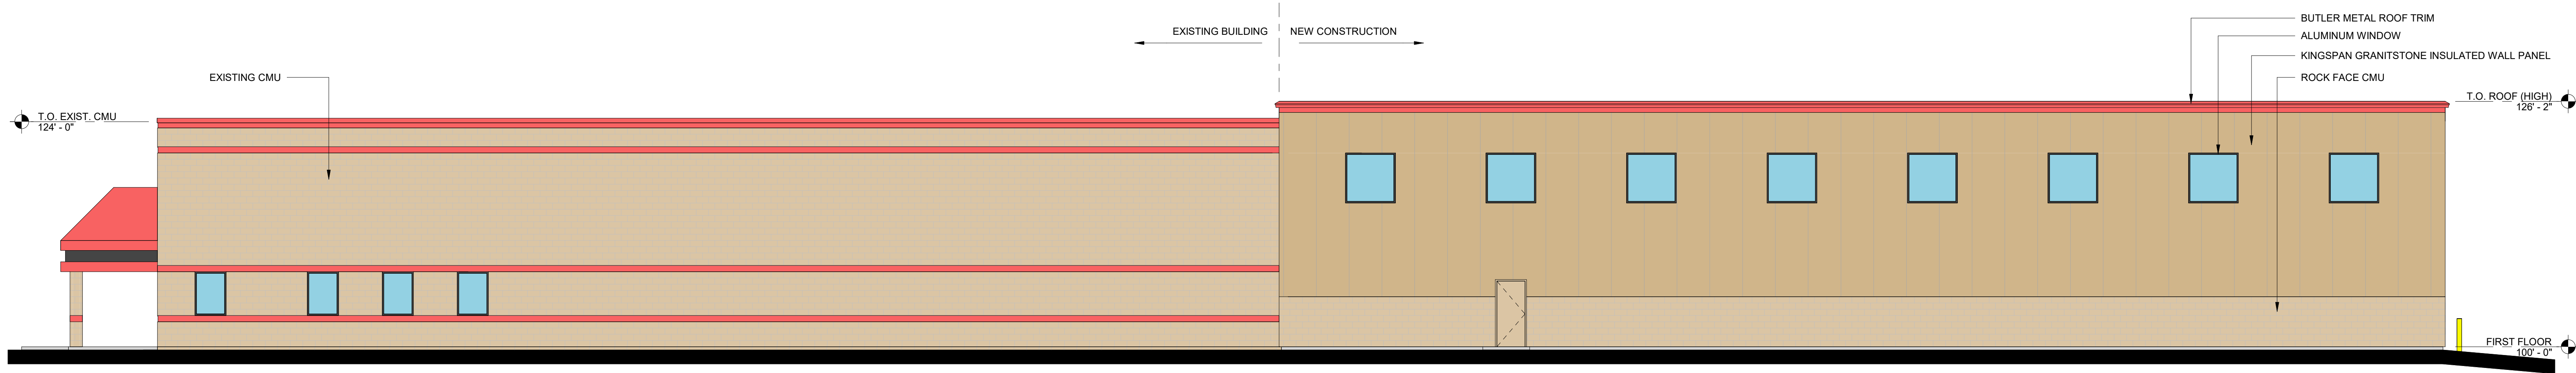 EXISTING BUILDING
NEW CONSTRUCTION
BUTLER METAL ROOF TRIM
ALUMINUM WINDOW
KINGSPAN GRANITSTONE INSULATED WALL PANEL
ROCK FACE CMU
EXISTING CMU
T.O. EXIST. CMU
124' - 0"
T.O. ROOF (HIGH)
126' - 2"
FIRST FLOOR
100' - 0"